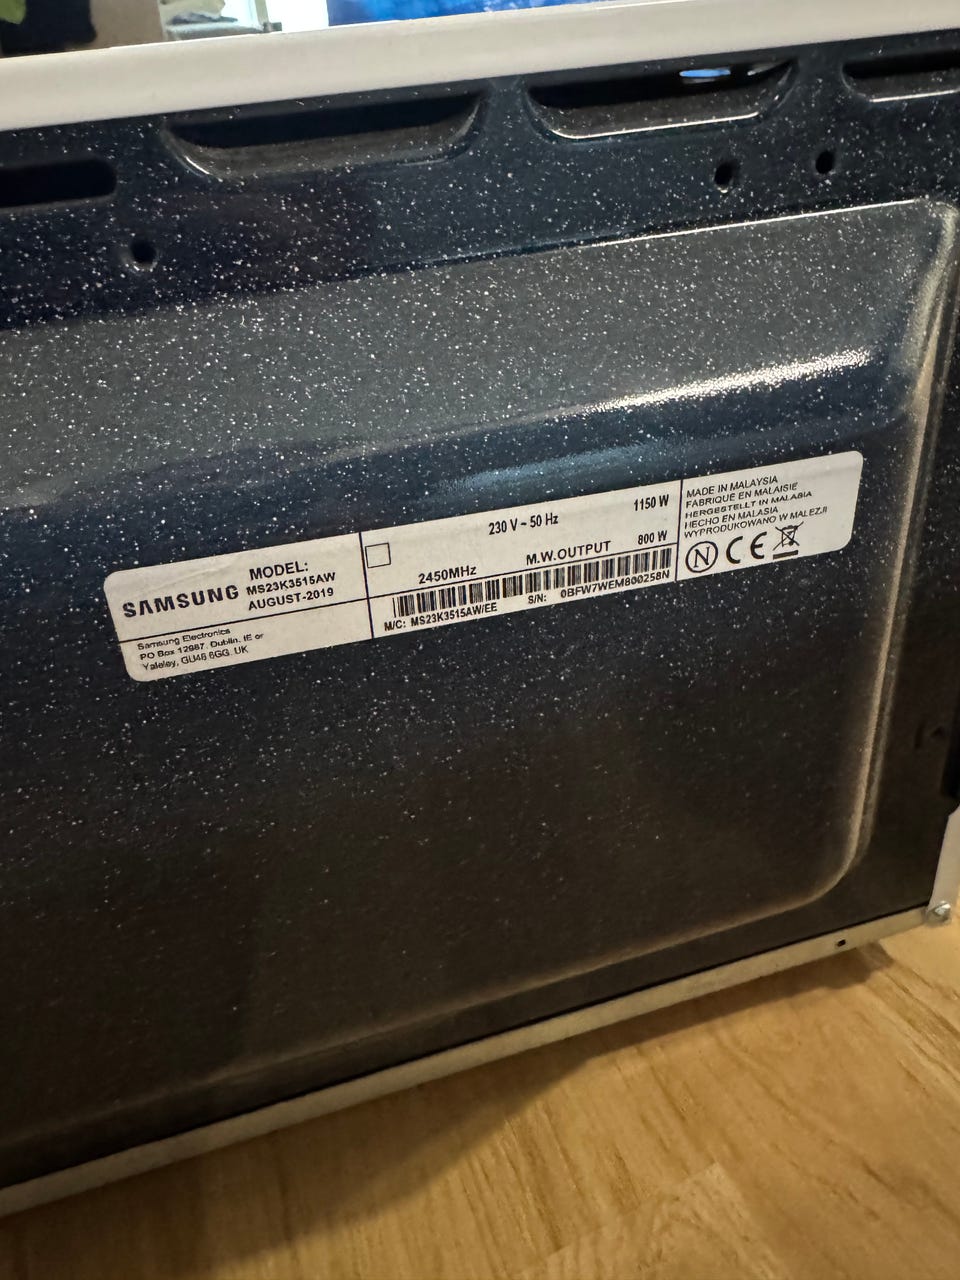 SAMSUNG
MODEL:
MS23K3515AW
AUGUST-2019
Samsung Electronics
PO Box 12987, Dublin. IE or
Yateley, GU46 6GG. UK
230 V ~ 50 Hz
1150 W
2450MHz
M.W.OUTPUT
800 W
M/C: MS23K3515AW/EE
S/N: 0BFW7WEM800258N
MADE IN MALAYSIA
FABRIQUE EN MALAISIE
HERGESTELLT IN MALASIA
HECHO EN MALASIA
WYPRODUKOWANO W MALEZJI
N CE